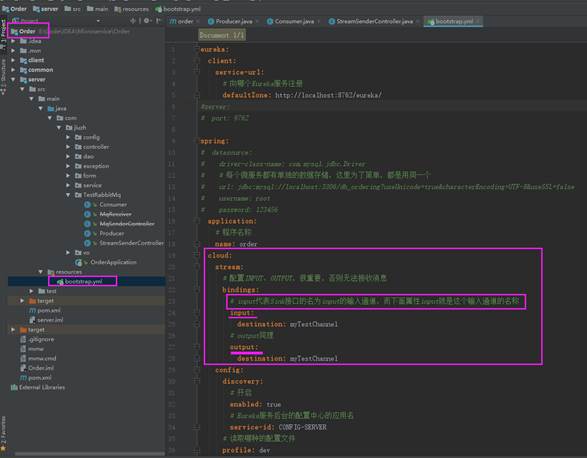 Order server src main resources bootstrap.yml
Project
order Producer.java Consumer.java StreamSenderController.java bootstrap.yml
Document 1/1
Order
.idea
.mvn
client
common
server
src
main
java
com
jiuzh
config
controller
dao
exception
form
service
TestRabbitMq
Consumer
MqReceiver
MqSenderController
Producer
StreamSenderController
vo
OrderApplication
resources
bootstrap.yml
test
target
pom.xml
server.iml
target
.gitignore
mvnw
mvnw.cmd
Order.iml
pom.xml
External Libraries
1: Project
2: Structure
2: Favorites
eureka:
client:
service-url:
# 向哪个Eureka服务注册
defaultZone: http://localhost:8762/eureka/
#server:
# port: 9762
spring:
# datasource:
# driver-class-name: com.mysql.jdbc.Driver
# 每个微服务都有单独的数据存储，这里为了简单，都是用同一个
# url: jdbc:mysql://localhost:3306/db_ordering?useUnicode=true&characterEncoding=UTF-8&useSSL=false
# username: root
# password: 123456
application:
# 程序名称
name: order
cloud:
stream:
# 配置INPUT、OUTPUT，很重要，否则无法接收消息
bindings:
# input代表Sink接口的名为input的输入通道，而下面属性input就是这个输入通道的名称
input:
destination: myTestChannel
# output同理
output:
destination: myTestChannel
config:
discovery:
# 开启
enabled: true
# Eureka服务后台的配置中心的应用名
service-id: CONFIG-SERVER
# 读取哪种的配置文件
profile: dev